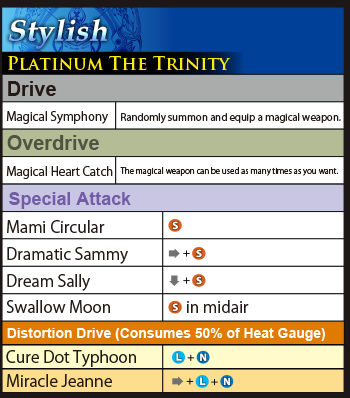 Stylish
PLATINUM THE TRINITY
Drive
Magical Symphony Randomly summon and equip a magical weapon.
Overdrive
Magical Heart Catch The magical weapon can be used as many times as you want.
Special Attack
Mami Circular S
Dramatic Sammy ➡ + S
Dream Sally ⬇ + S
Swallow Moon S in midair
Distortion Drive (Consumes 50% of Heat Gauge)
Cure Dot Typhoon L + N
Miracle Jeanne ➡ + L + N